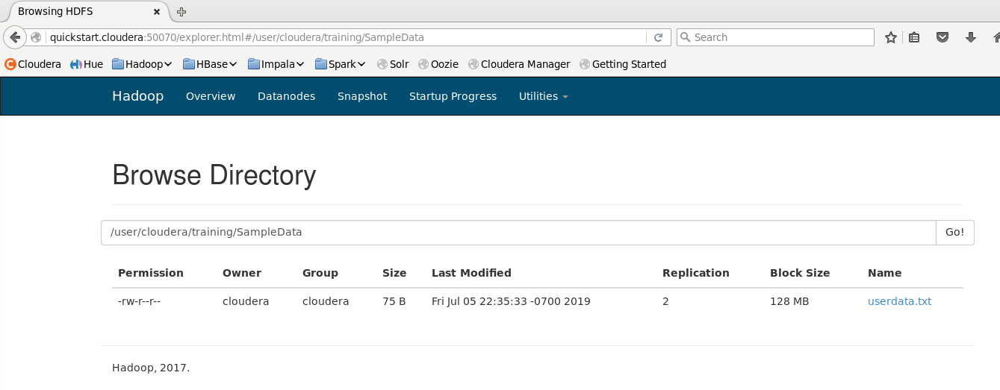 Browsing HDFS
quickstart.cloudera:50070/explorer.html#/user/cloudera/training/SampleData Search
Cloudera Hue Hadoop HBase Impala Spark Solr Oozie Cloudera Manager Getting Started
Hadoop Overview Datanodes Snapshot Startup Progress Utilities
Browse Directory
/user/cloudera/training/SampleData Go!
Permission Owner Group Size Last Modified Replication Block Size Name
-rw-r--r-- cloudera cloudera 75 B Fri Jul 05 22:35:33 -0700 2019 2 128 MB userdata.txt
Hadoop, 2017.